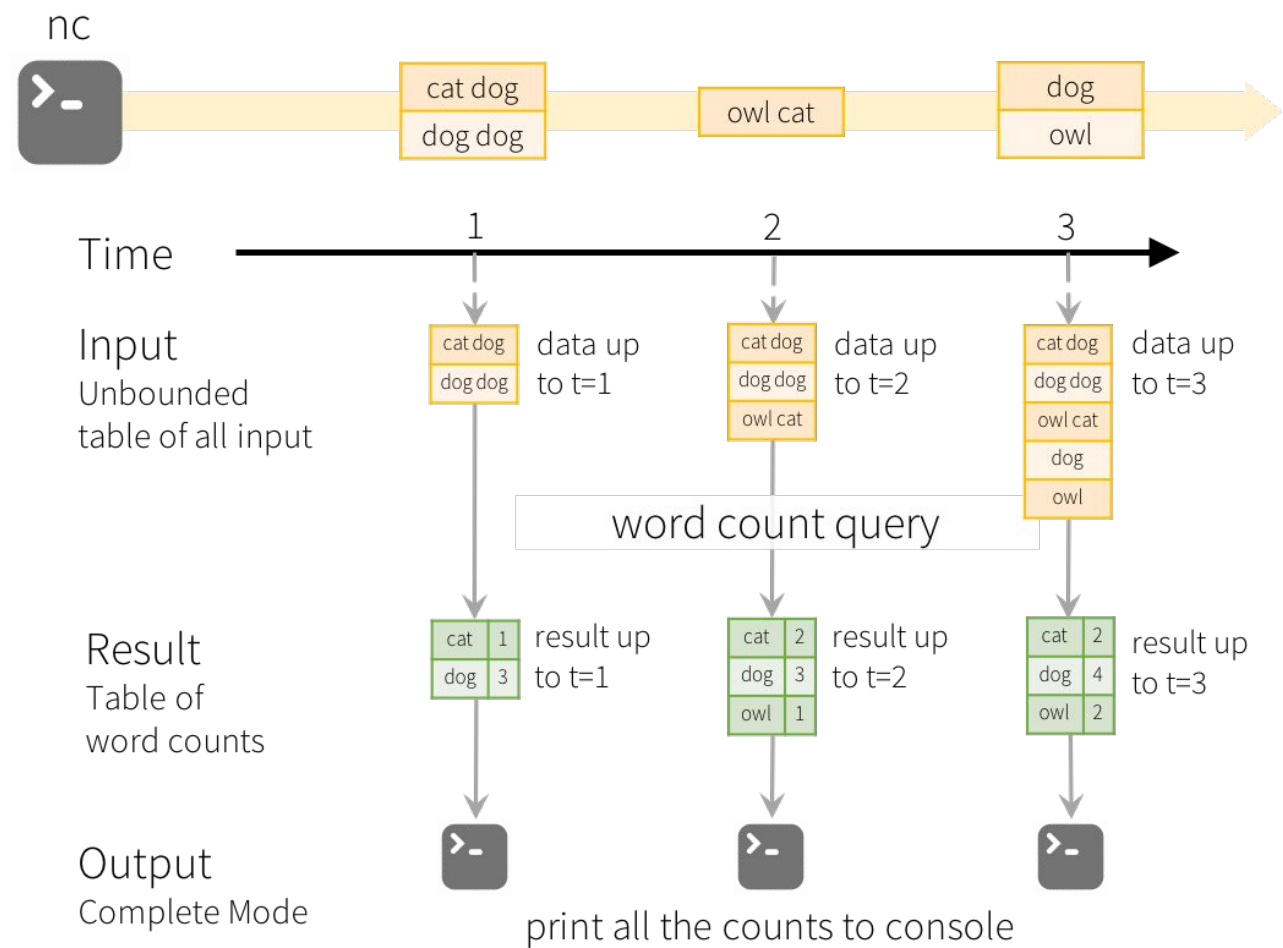 nc
cat dog
dog dog
owl cat
dog
owl
Time
1
2
3
Input
Unbounded
table of all input
cat dog
dog dog
data up
to t=1
cat dog
dog dog
owl cat
data up
to t=2
cat dog
dog dog
owl cat
dog
owl
data up
to t=3
word count query
Result
Table of
word counts
cat 1
dog 3
result up
to t=1
cat 2
dog 3
owl 1
result up
to t=2
cat 2
dog 4
owl 2
result up
to t=3
Output
Complete Mode
print all the counts to console